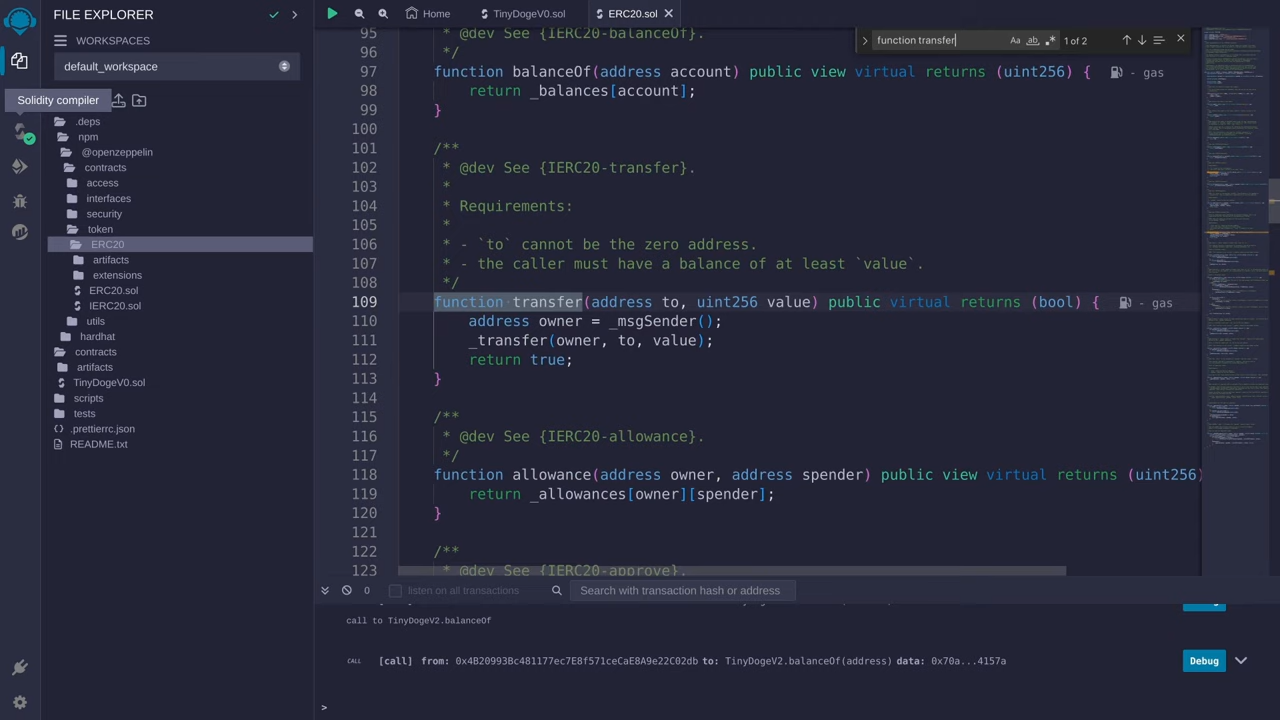 FILE EXPLORER
WORKSPACES
default_workspace
Solidity compiler
.deps
npm
@openzeppelin
contracts
access
interfaces
security
token
ERC20
artifacts
extensions
ERC20.sol
IERC20.sol
utils
hardhat
contracts
artifacts
TinyDogeV0.sol
scripts
tests
.prettierrc.json
README.txt
Home
TinyDogeV0.sol
ERC20.sol
function transf
Aa
ab
1 of 2
95 * @dev See {IERC20-balanceOf}.
96 */
97 function balanceOf(address account) public view virtual returns (uint256) { - gas
98 return _balances[account];
99 }
100
101 /**
102 * @dev See {IERC20-transfer}.
103 *
104 * Requirements:
105 *
106 * - `to cannot be the zero address.
107 * - the caller must have a balance of at least `value`.
108 */
109 function transfer(address to, uint256 value) public virtual returns (bool) { - gas
110 address owner = _msgSender();
111 _transfer (owner, to, value);
112 return true;
113 }
114
115 /**
116 * @dev See {IERC20-allowance}.
117 */
118 function allowance(address owner, address spender) public view virtual returns (uint256)
119 return _allowances[owner][spender];
120 }
121
122 /**
123 * @dev See {IERC20-approve}.
0
listen on all transactions
Search with transaction hash or address
call to TinyDogeV2.balanceOf
CALL [call] from: 0x4B20993Bc481177ec7E8f571ceCaE8A9e22C02db to: TinyDogeV2.balanceOf(address) data: 0x70a...4157a
Debug
>